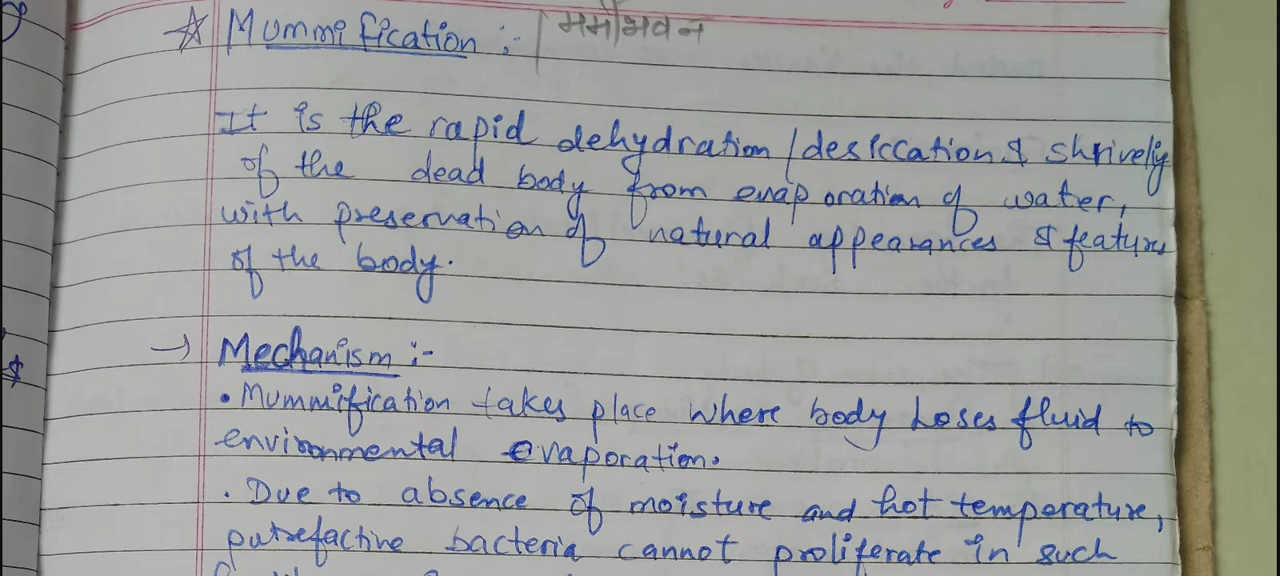 ☆ Mummification :- | ममीभवन
It is the rapid dehydration / desiccation & shrively
of the dead body from evaporation of water,
with preservation of natural appearances & features
of the body.
→ Mechanism :-
• Mummification takes place where body loses fluid to
environmental evaporation.
• Due to absence of moisture and hot temperature,
putrefactive bacteria cannot proliferate in such